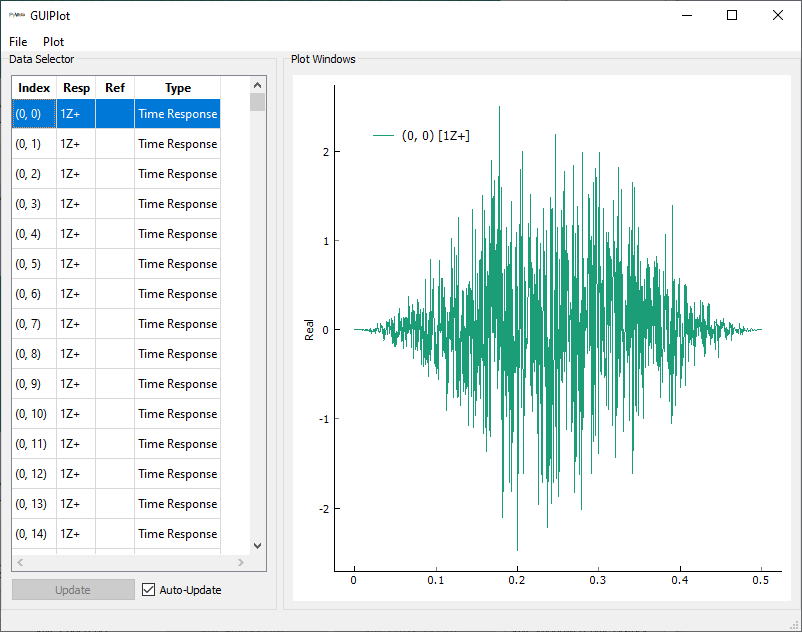 GUIPlot
File Plot
Data Selector
Index Resp Ref Type
(0, 0) 1Z+ Time Response
(0, 1) 1Z+ Time Response
(0, 2) 1Z+ Time Response
(0, 3) 1Z+ Time Response
(0, 4) 1Z+ Time Response
(0, 5) 1Z+ Time Response
(0, 6) 1Z+ Time Response
(0, 7) 1Z+ Time Response
(0, 8) 1Z+ Time Response
(0, 9) 1Z+ Time Response
(0, 10) 1Z+ Time Response
(0, 11) 1Z+ Time Response
(0, 12) 1Z+ Time Response
(0, 13) 1Z+ Time Response
(0, 14) 1Z+ Time Response
Update Auto-Update
Plot Windows
(0, 0) [1Z+]
2
1
0
-1
-2
Real
0 0.1 0.2 0.3 0.4 0.5